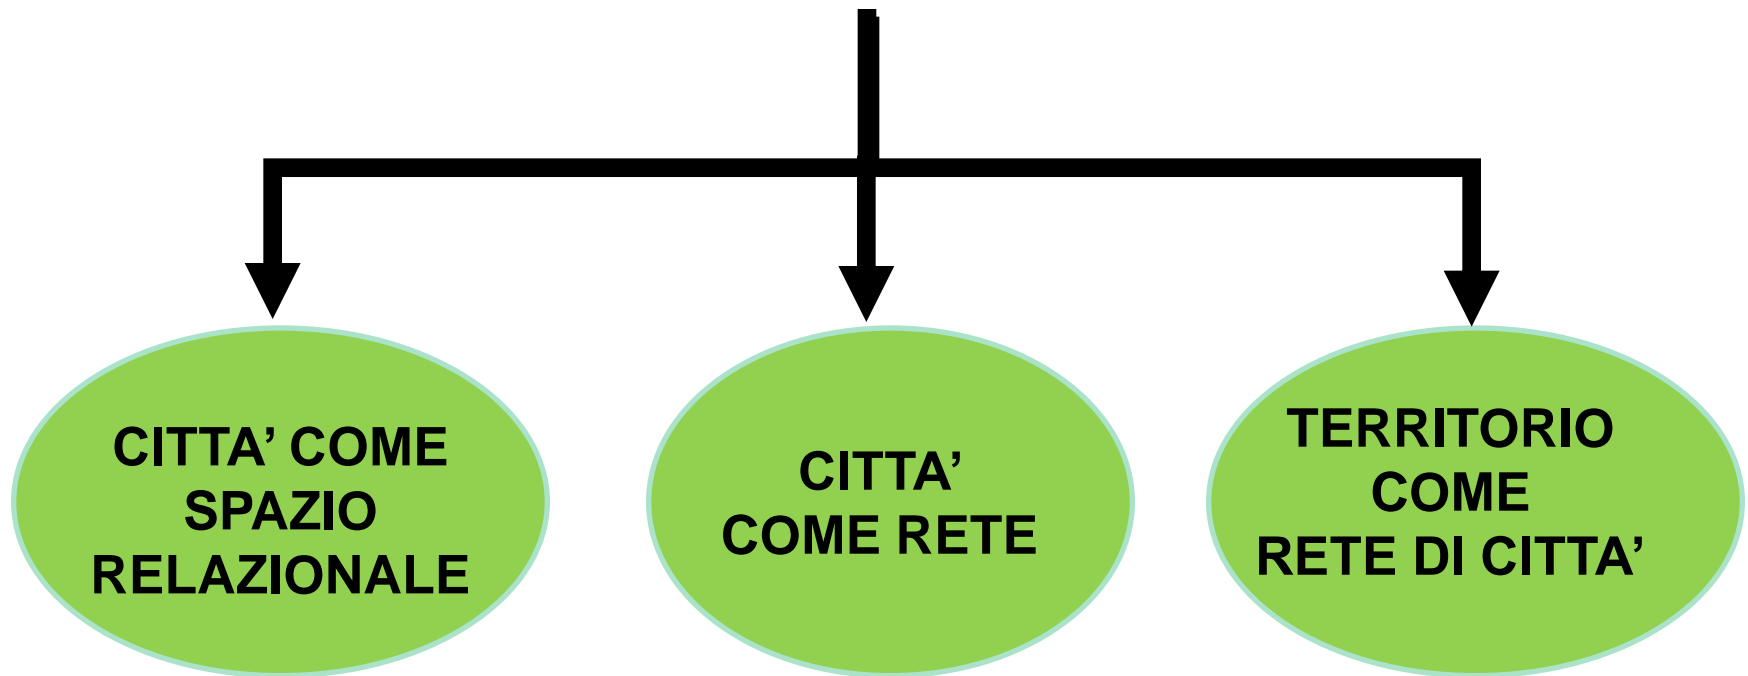 CITTA’ COME
SPAZIO
RELAZIONALE
CITTA’
COME RETE
TERRITORIO
COME
RETE DI CITTA’